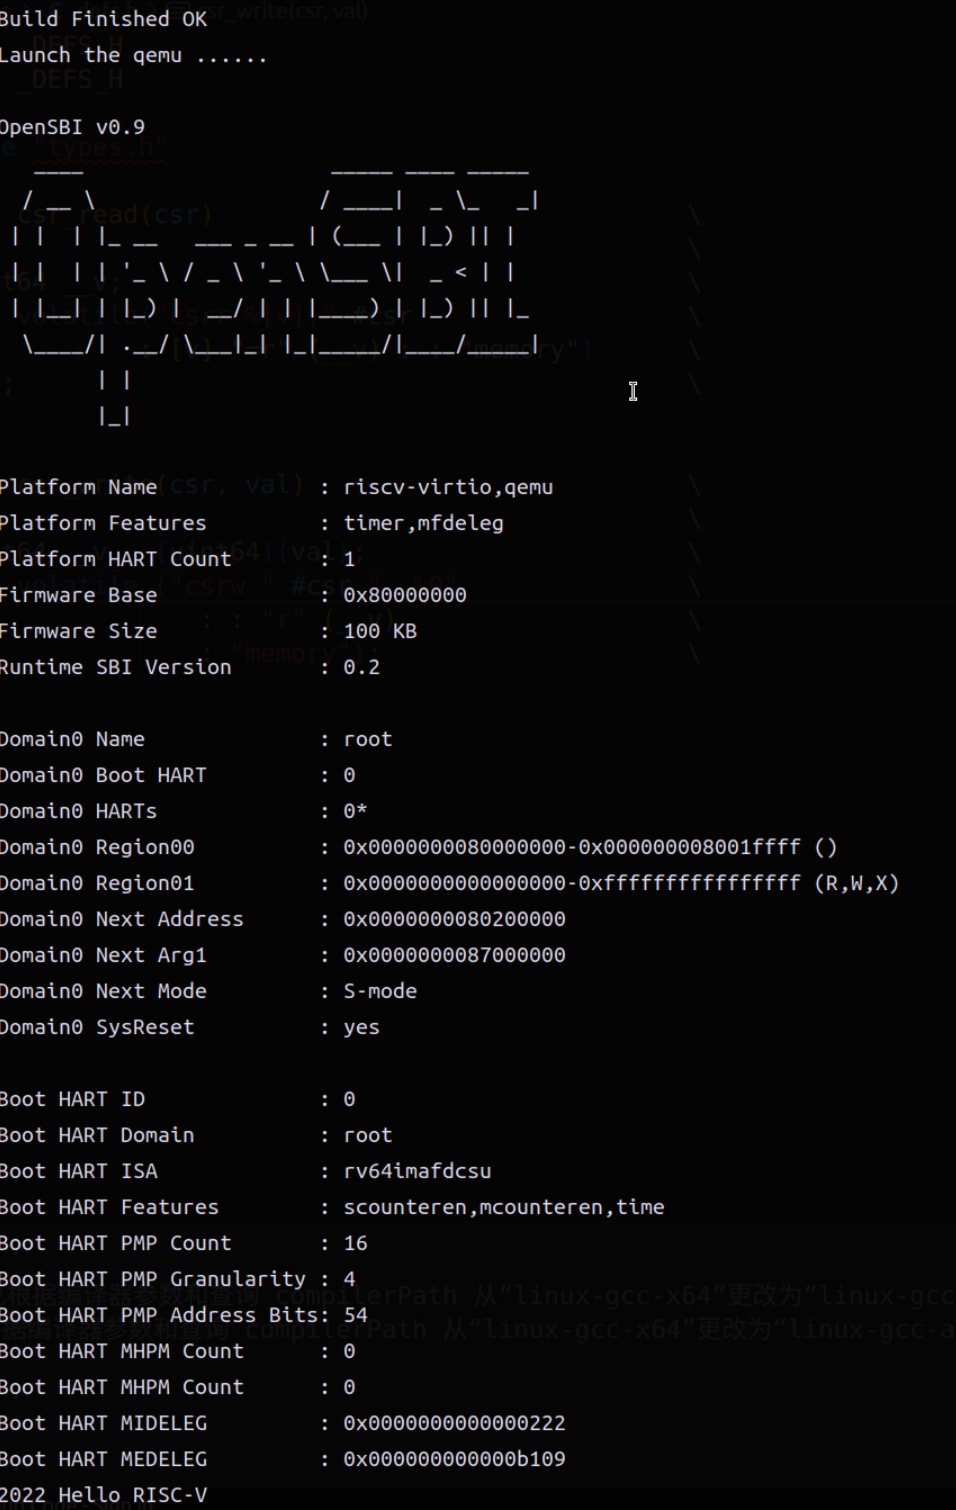 Build Finished OK
Launch the qemu ......
OpenSBI v0.9
   ____                    _____ ____ _____
  / __ \                  / ____|  _ \_   _|
 | |  | |_ __   ___ _ __ | (___ | |_) || |
 | |  | | '_ \ / _ \ '_ \ \___ \|  _ < | |
 | |__| | |_) |  __/ | | |____) | |_) || |_
  \____/| .__/ \___|_| |_|_____/|____/_____|
        | |
        |_|
Platform Name             : riscv-virtio,qemu
Platform Features         : timer,mfdeleg
Platform HART Count       : 1
Firmware Base             : 0x80000000
Firmware Size             : 100 KB
Runtime SBI Version       : 0.2
Domain0 Name              : root
Domain0 Boot HART         : 0
Domain0 HARTs             : 0*
Domain0 Region00          : 0x0000000080000000-0x000000008001ffff ()
Domain0 Region01          : 0x0000000000000000-0xffffffffffffffff (R,W,X)
Domain0 Next Address      : 0x0000000080200000
Domain0 Next Arg1         : 0x0000000087000000
Domain0 Next Mode         : S-mode
Domain0 SysReset          : yes
Boot HART ID              : 0
Boot HART Domain          : root
Boot HART ISA             : rv64imafdcsu
Boot HART Features        : scounteren,mcounteren,time
Boot HART PMP Count       : 16
Boot HART PMP Granularity : 4
Boot HART PMP Address Bits: 54
Boot HART MHPM Count      : 0
Boot HART MHPM Count      : 0
Boot HART MIDELEG         : 0x0000000000000222
Boot HART MEDELEG         : 0x000000000000b109
2022 Hello RISC-V